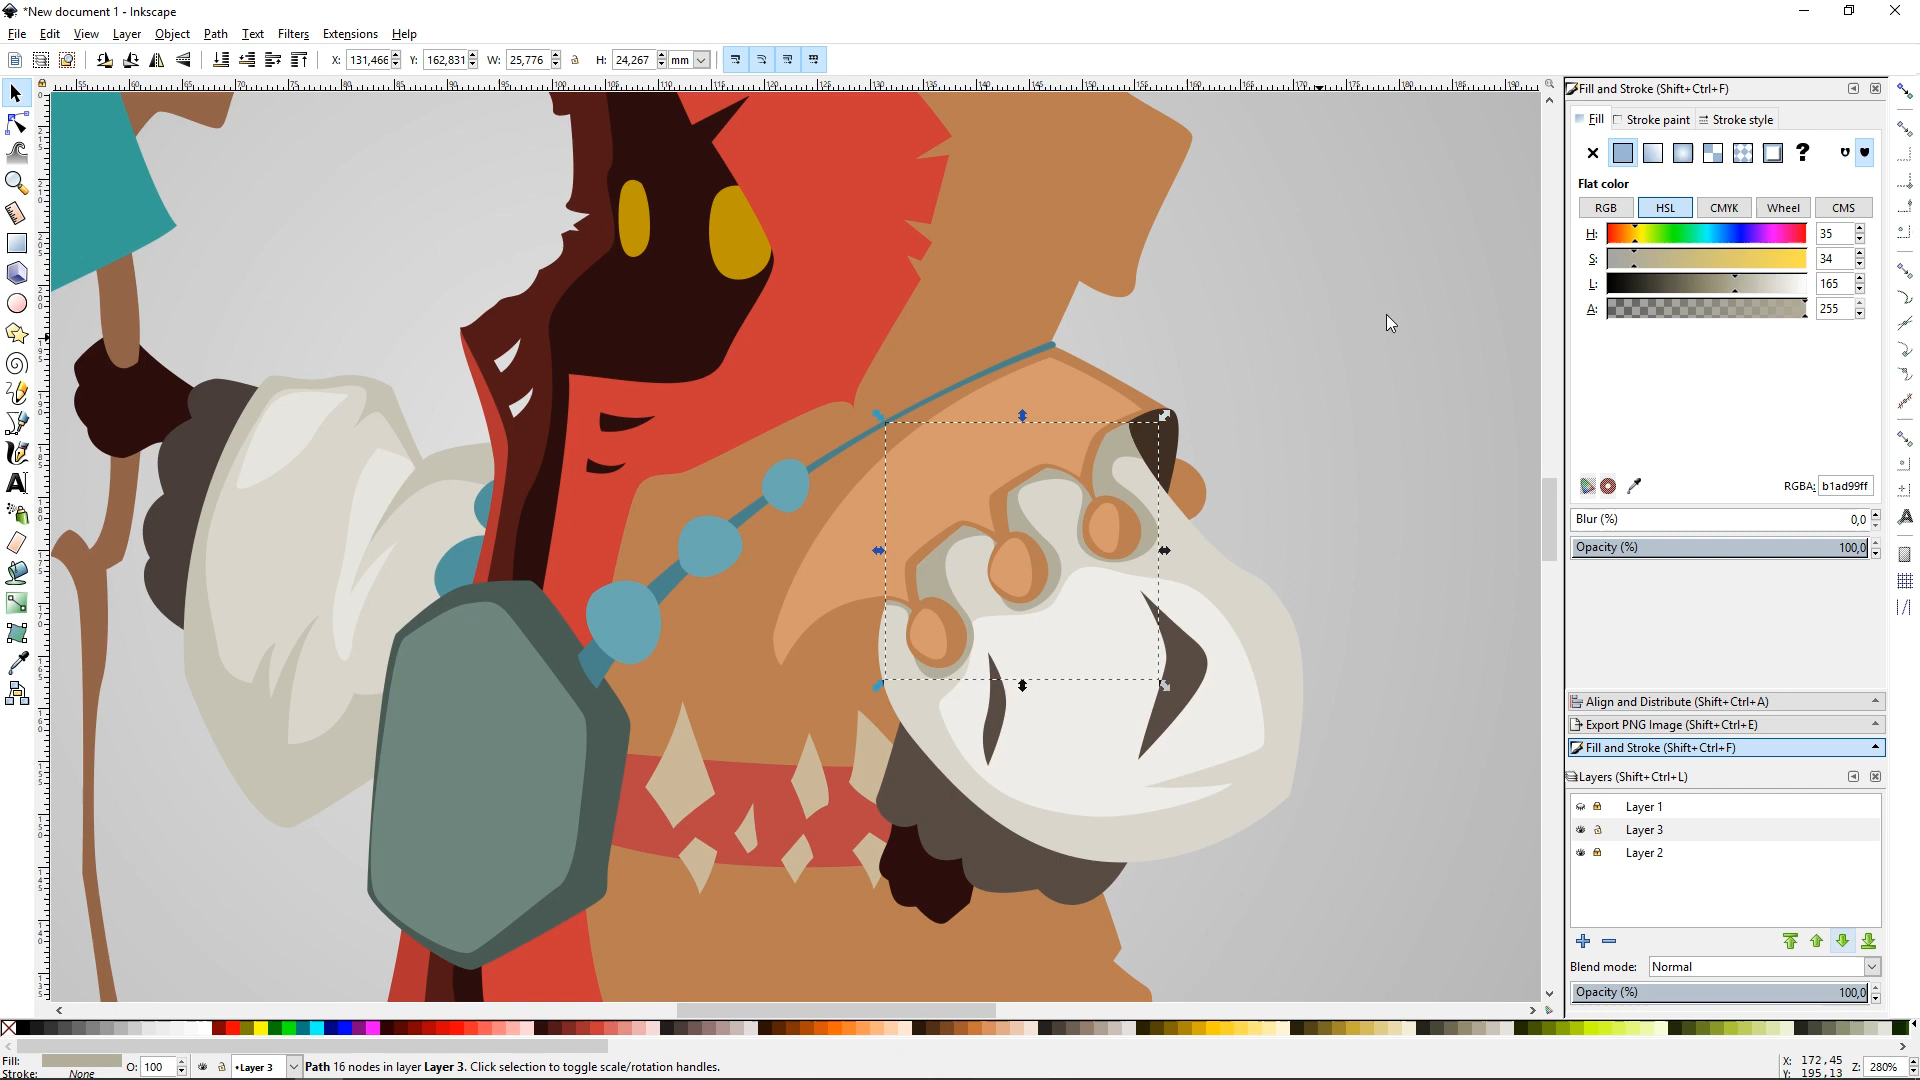 *New document 1 - Inkscape
File Edit View Layer Object Path Text Filters Extensions Help
X: 131,466 Y: 162,831 W: 25,776 H: 24,267 mm
Fill and Stroke (Shift+Ctrl+F)
Fill Stroke paint Stroke style
?
Flat color
RGB HSL CMYK Wheel CMS
H: 35
S: 34
L: 165
A: 255
RGBA: b1ad99ff
Blur (%) 0,0
Opacity (%) 100,0
Align and Distribute (Shift+Ctrl+A)
Export PNG Image (Shift+Ctrl+E)
Fill and Stroke (Shift+Ctrl+F)
Layers (Shift+Ctrl+L)
Layer 1
Layer 3
Layer 2
Blend mode: Normal
Opacity (%) 100,0
Fill:
Stroke: None
O: 100
•Layer 3
Path 16 nodes in layer Layer 3. Click selection to toggle scale/rotation handles.
X: 172,45
Y: 195,13
Z: 280%